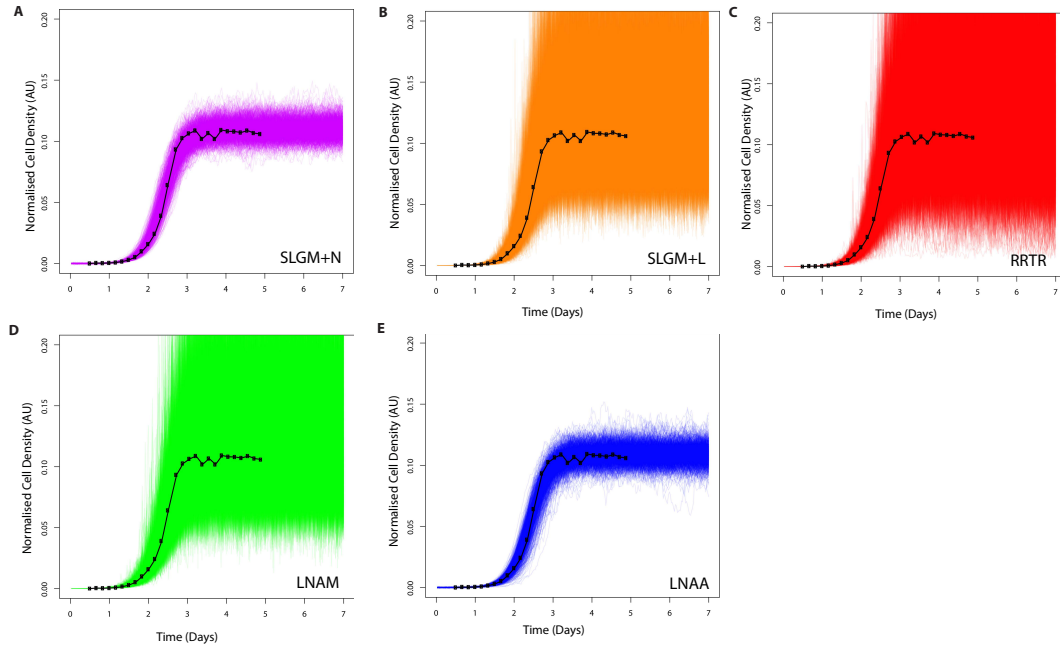 A
Normalised Cell Density (AU)
0.20
0.15
0.10
0.05
0.00
SLGM+N
0 1 2 3 4 5 6 7
B
Normalised Cell Density (AU)
0.20
0.15
0.10
0.05
0.00
SLGM+L
0 1 2 3 4 5 6 7
Time (Days)
C
Normalised Cell Density (AU)
0.20
0.15
0.10
0.05
0.00
RRTR
0 1 2 3 4 5 6 7
Time (Days)
D
Normalised Cell Density (AU)
0.20
0.15
0.10
0.05
0.00
LNAM
0 1 2 3 4 5 6 7
Time (Days)
E
Normalised Cell Density (AU)
0.20
0.15
0.10
0.05
0.00
LNAA
0 1 2 3 4 5 6 7
Time (Days)